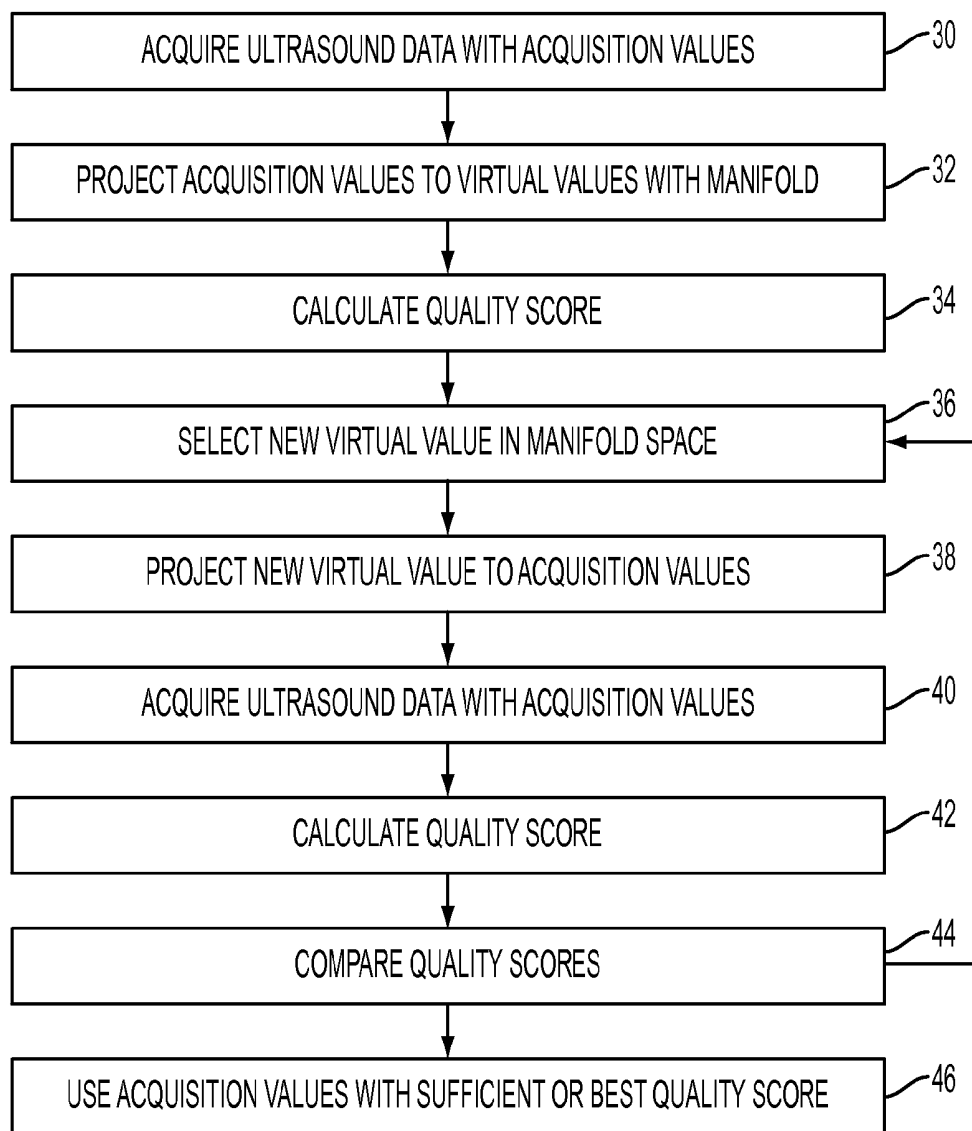 ACQUIRE ULTRASOUND DATA WITH ACQUISITION VALUES 30
PROJECT ACQUISITION VALUES TO VIRTUAL VALUES WITH MANIFOLD 32
CALCULATE QUALITY SCORE 34
SELECT NEW VIRTUAL VALUE IN MANIFOLD SPACE 36
PROJECT NEW VIRTUAL VALUE TO ACQUISITION VALUES 38
ACQUIRE ULTRASOUND DATA WITH ACQUISITION VALUES 40
CALCULATE QUALITY SCORE 42
COMPARE QUALITY SCORES 44
USE ACQUISITION VALUES WITH SUFFICIENT OR BEST QUALITY SCORE 46